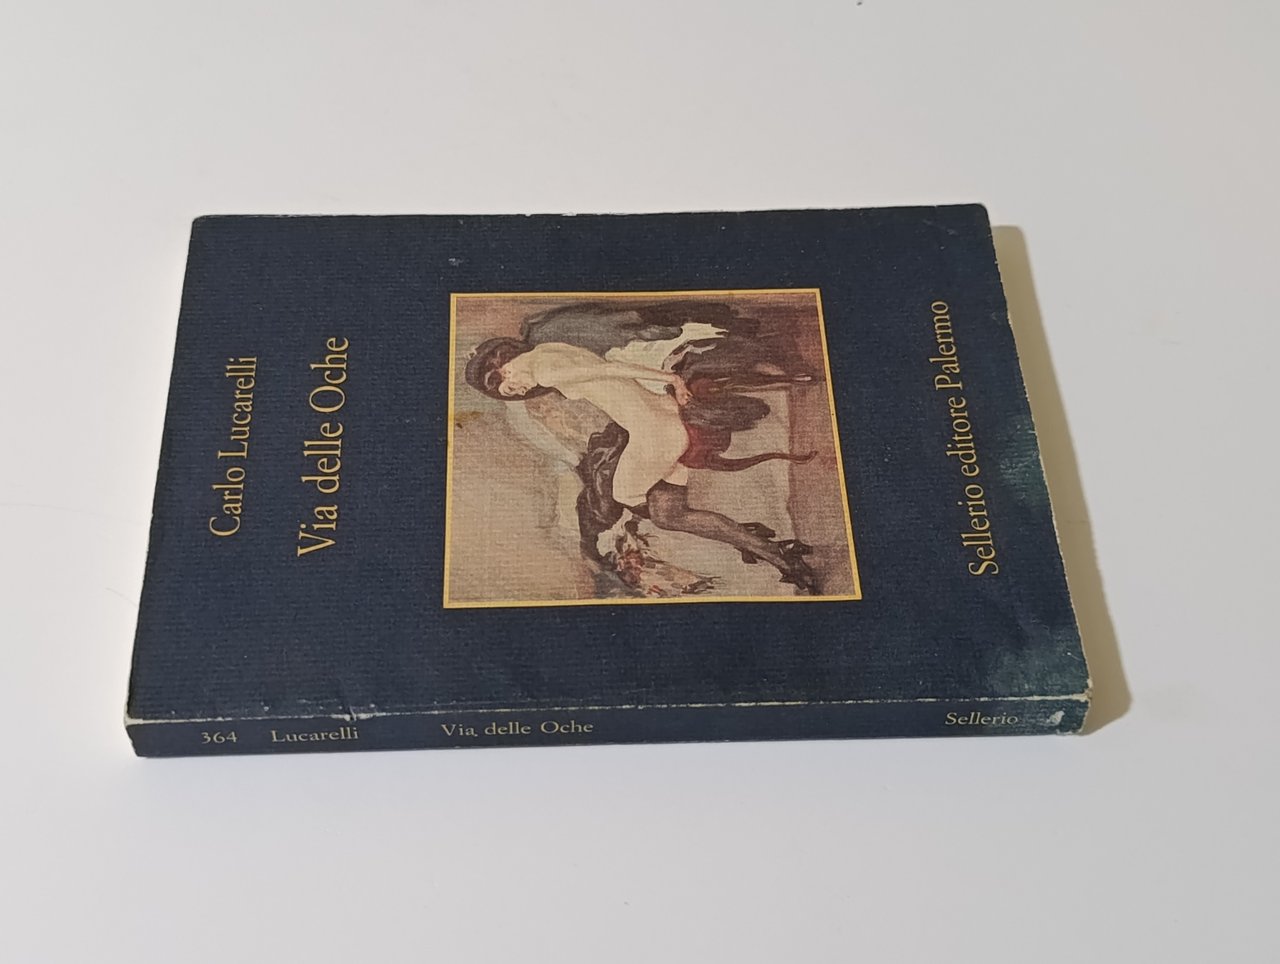 Carlo Lucarelli
Via delle Oche
Sellerio editore Palermo
364 Lucarelli Via delle Oche Sellerio